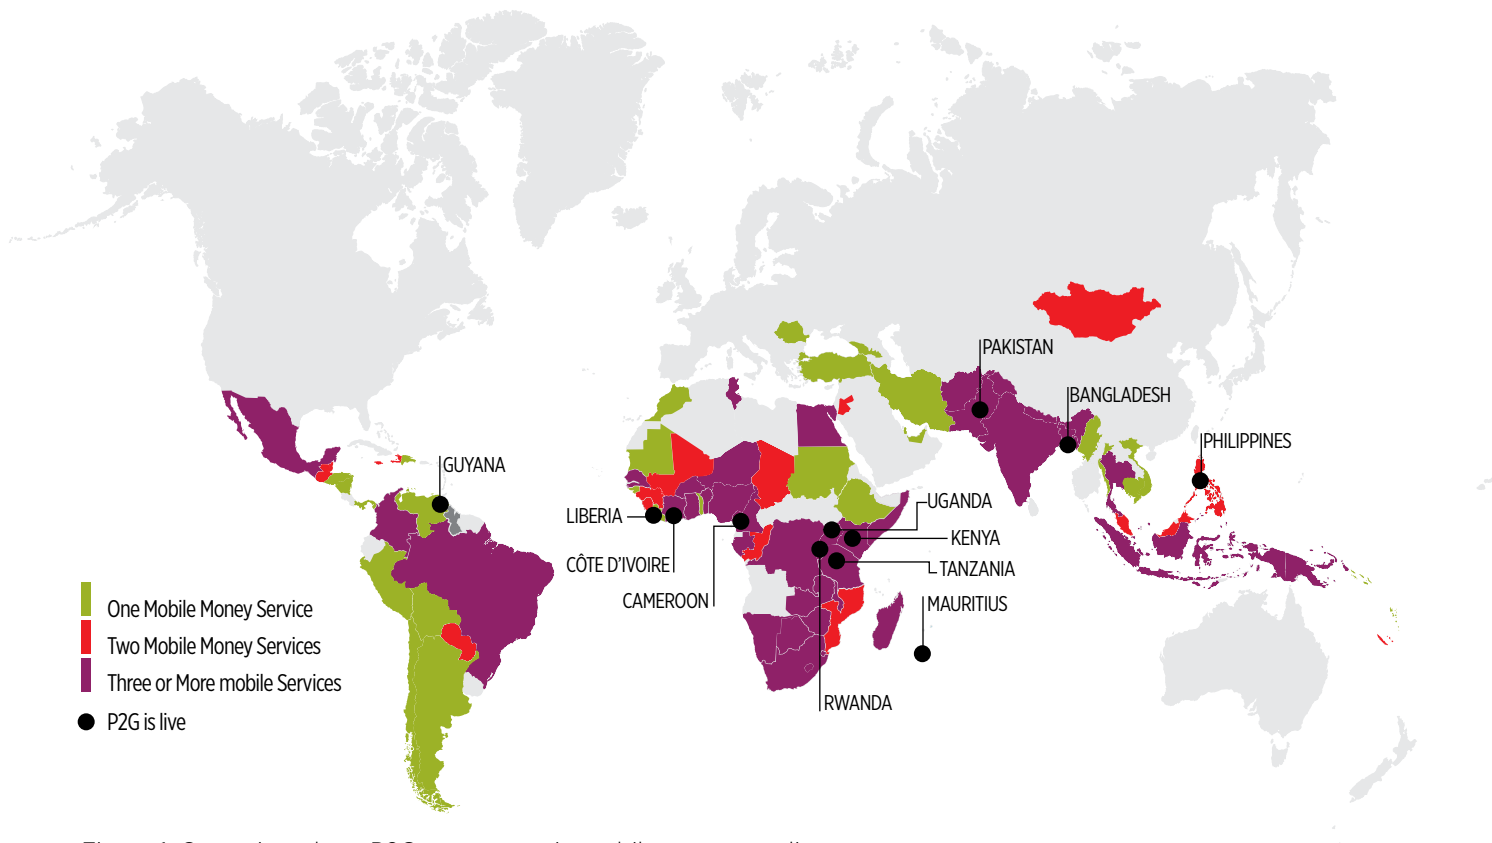 PAKISTAN
BANGLADESH
PHILIPPINES
GUYANA
UGANDA
LIBERIA
KENYA
CÔTE D'IVOIRE
TANZANIA
CAMEROON
MAURITIUS
RWANDA
One Mobile Money Service
Two Mobile Money Services
Three or More mobile Services
P2G is live